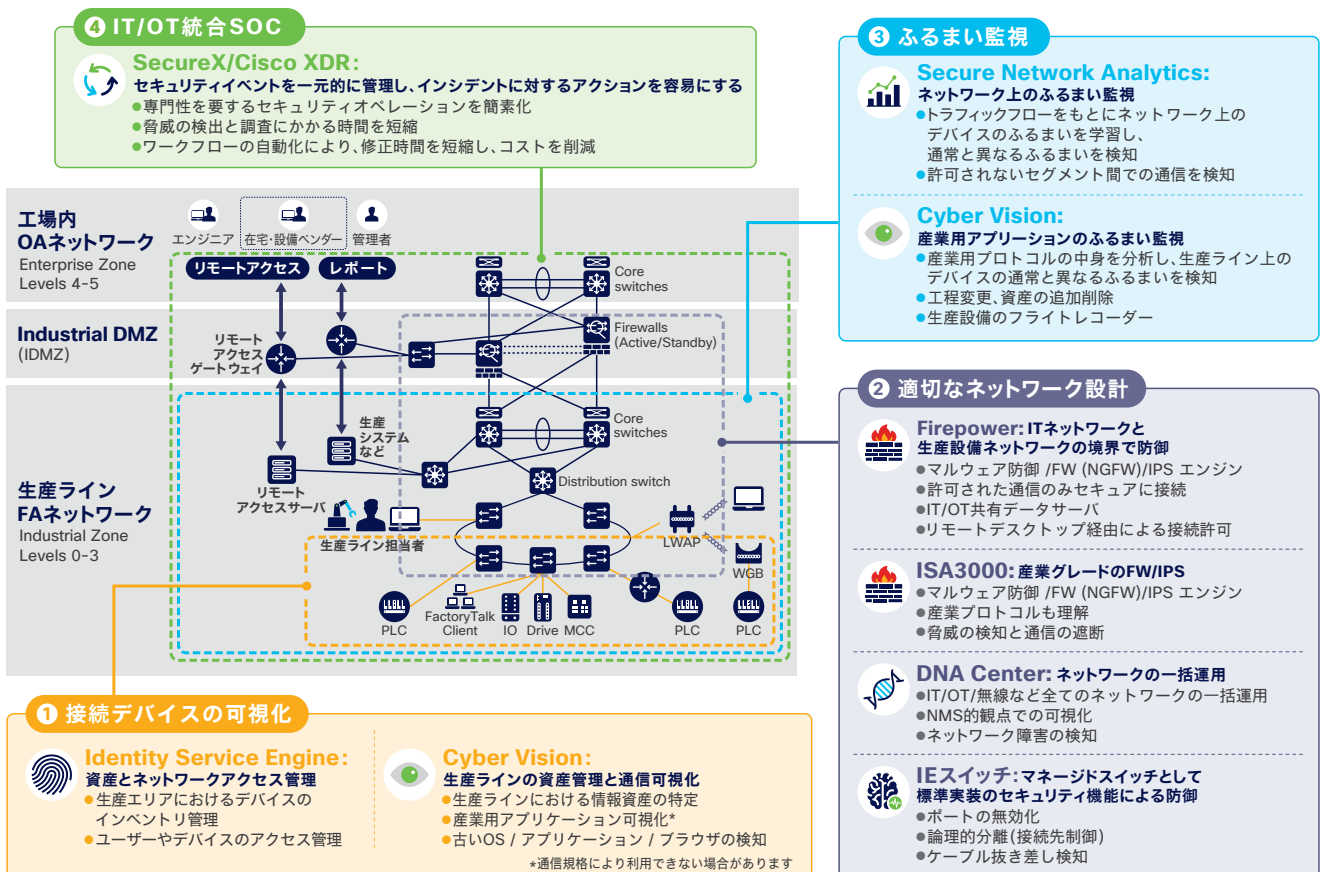 ❹ IT/OT統合SOC
SecureX/Cisco XDR:
セキュリティイベントを一元的に管理し、インシデントに対するアクションを容易にする
●専門性を要するセキュリティオペレーションを簡素化
●脅威の検出と調査にかかる時間を短縮
●ワークフローの自動化により、修正時間を短縮し、コストを削減
❸ ふるまい監視
Secure Network Analytics:
ネットワーク上のふるまい監視
●トラフィックフローをもとにネットワーク上の
デバイスのふるまいを学習し、
通常と異なるふるまいを検知
●許可されないセグメント間での通信を検知
Cyber Vision:
産業用アプリーションのふるまい監視
●産業用プロトコルの中身を分析し、生産ライン上の
デバイスの通常と異なるふるまいを検知
●工程変更、資産の追加削除
●生産設備のフライトレコーダー
工場内
OAネットワーク
Enterprise Zone
Levels 4-5
エンジニア
在宅・設備ベンダー
管理者
リモートアクセス
レポート
Core
switches
Industrial DMZ
(IDMZ)
リモート
アクセス
ゲートウェイ
Firewalls
(Active/Standby)
生産ライン
FAネットワーク
Industrial Zone
Levels 0-3
生産
システム
など
Core
switches
リモート
アクセスサーバ
Distribution switch
生産ライン担当者
LWAP
WGB
PLC
FactoryTalk
Client
IO
Drive
MCC
PLC
PLC
❷ 適切なネットワーク設計
Firepower: ITネットワークと
生産設備ネットワークの境界で防御
●マルウェア防御 /FW (NGFW)/IPS エンジン
●許可された通信のみセキュアに接続
●IT/OT共有データサーバ
●リモートデスクトップ経由による接続許可
ISA3000: 産業グレードのFW/IPS
●マルウェア防御 /FW (NGFW)/IPS エンジン
●産業プロトコルも理解
●脅威の検知と通信の遮断
DNA Center: ネットワークの一括運用
●IT/OT/無線など全てのネットワークの一括運用
●NMS的観点での可視化
●ネットワーク障害の検知
IEスイッチ: マネージドスイッチとして
標準実装のセキュリティ機能による防御
●ポートの無効化
●論理的分離(接続先制御)
●ケーブル抜き差し検知
❶ 接続デバイスの可視化
Identity Service Engine:
資産とネットワークアクセス管理
●生産エリアにおけるデバイスの
インベントリ管理
●ユーザーやデバイスのアクセス管理
Cyber Vision:
生産ラインの資産管理と通信可視化
●生産ラインにおける情報資産の特定
●産業用アプリケーション可視化*
●古いOS / アプリケーション / ブラウザの検知
*通信規格により利用できない場合があります